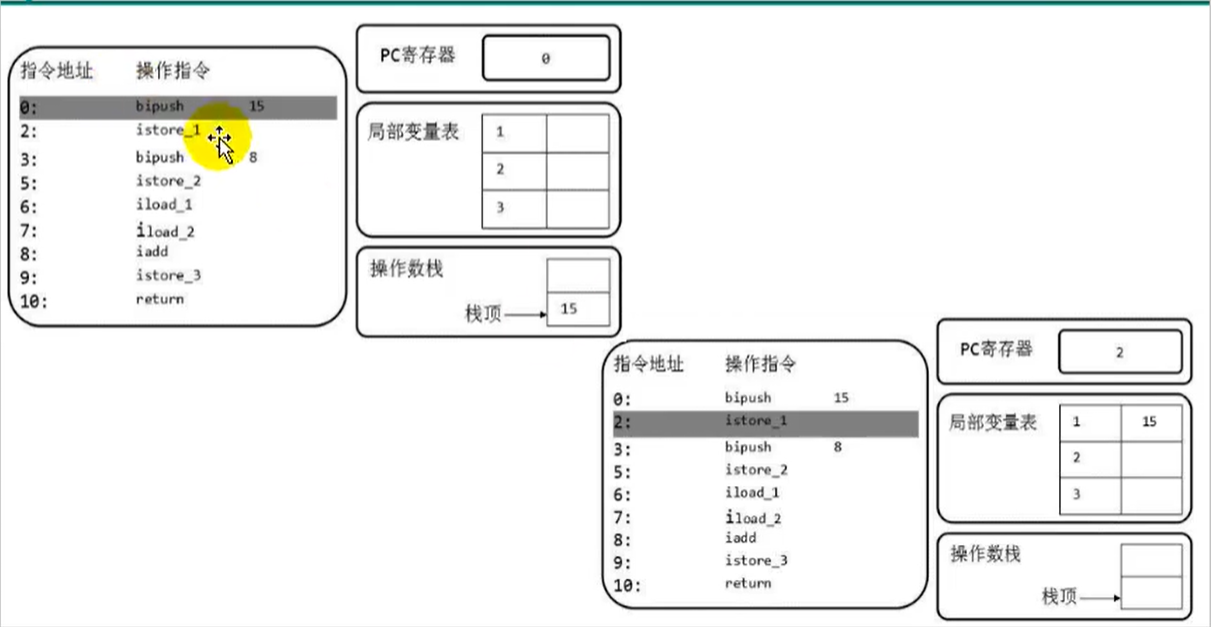 指令地址 操作指令
0: bipush 15
2: istore_1
3: bipush 8
5: istore_2
6: iload_1
7: iload_2
8: iadd
9: istore_3
10: return
PC寄存器 0
局部变量表 1
2
3
操作数栈
栈顶 15
指令地址 操作指令
0: bipush 15
2: istore_1
3: bipush 8
5: istore_2
6: iload_1
7: iload_2
8: iadd
9: istore_3
10: return
PC寄存器 2
局部变量表 1 15
2
3
操作数栈
栈顶